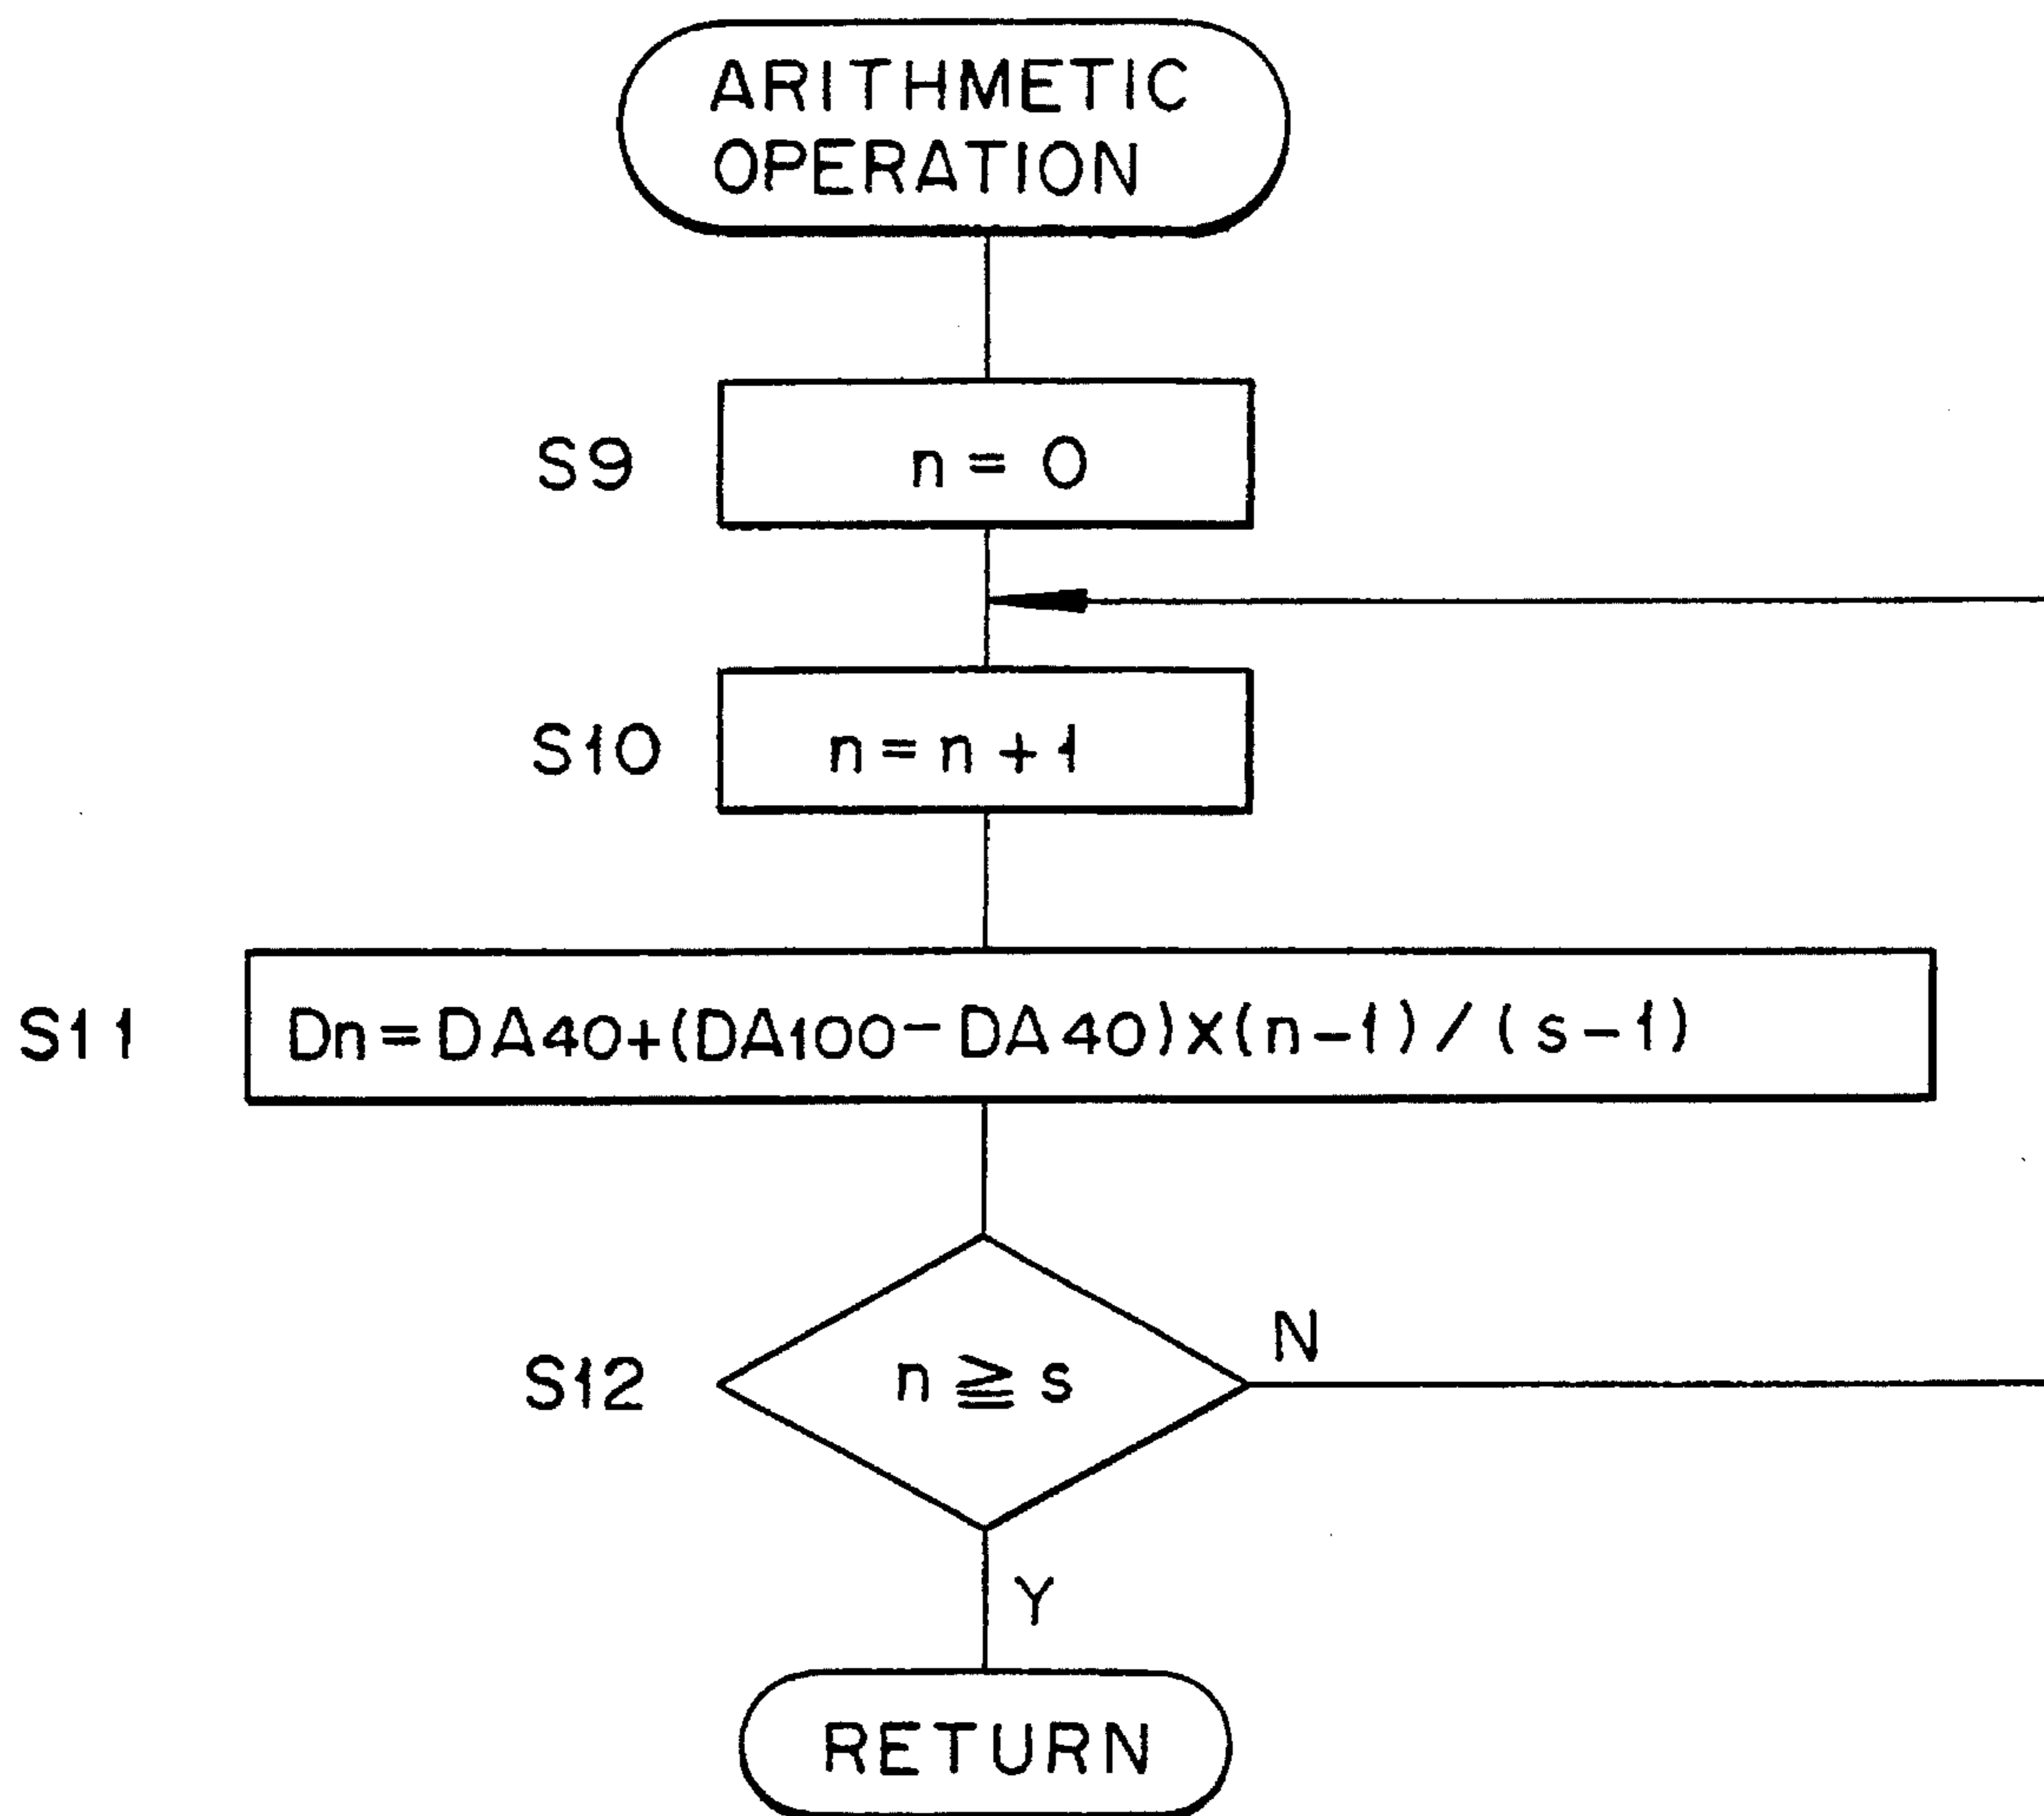 ARITHMETIC
OPERATION
S9 n = 0
S10 n = n + 1
S11 Dn = DA40+(DA100-DA40)X(n-1)/(s-1)
S12 n ≧ s N
Y
RETURN